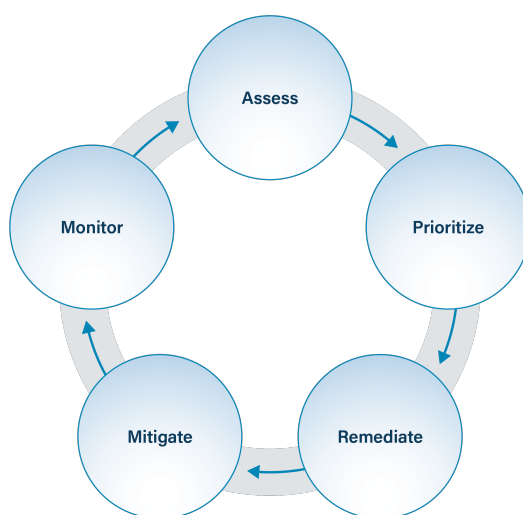 Assess
Prioritize
Remediate
Mitigate
Monitor